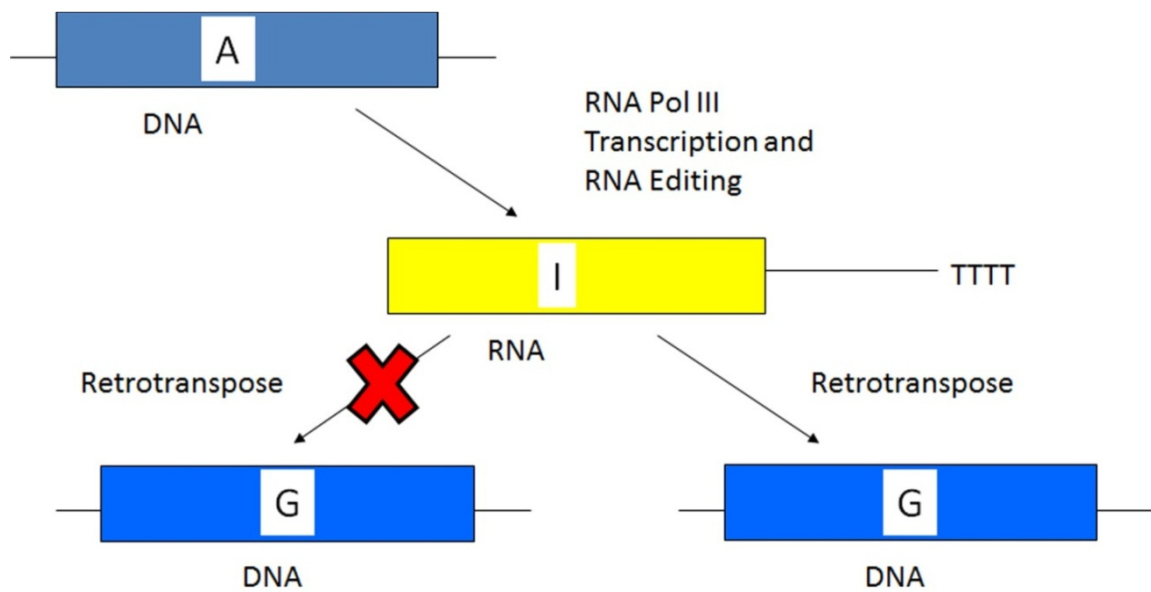 A
DNA
RNA Pol III
Transcription and
RNA Editing
I
TTTT
RNA
Retrotranspose
Retrotranspose
G
G
DNA
DNA